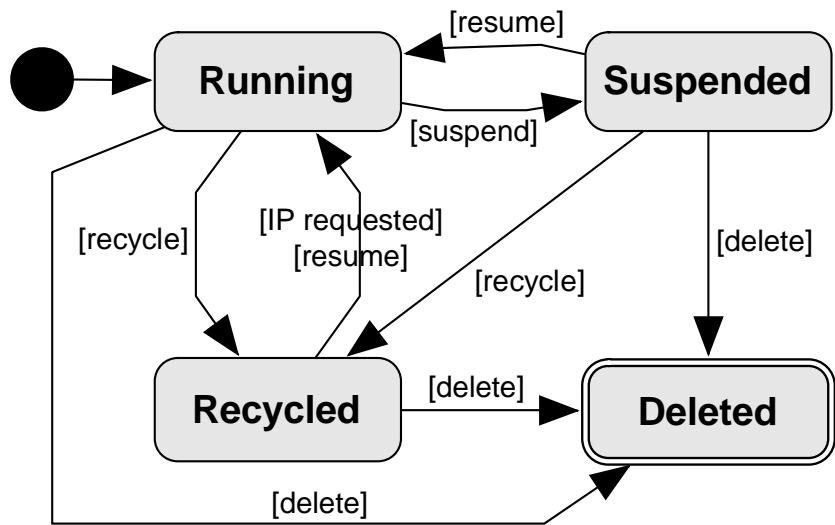 [resume]
Running
Suspended
[suspend]
[recycle]
[IP requested]
[resume]
[delete]
[recycle]
Recycled
[delete]
Deleted
[delete]